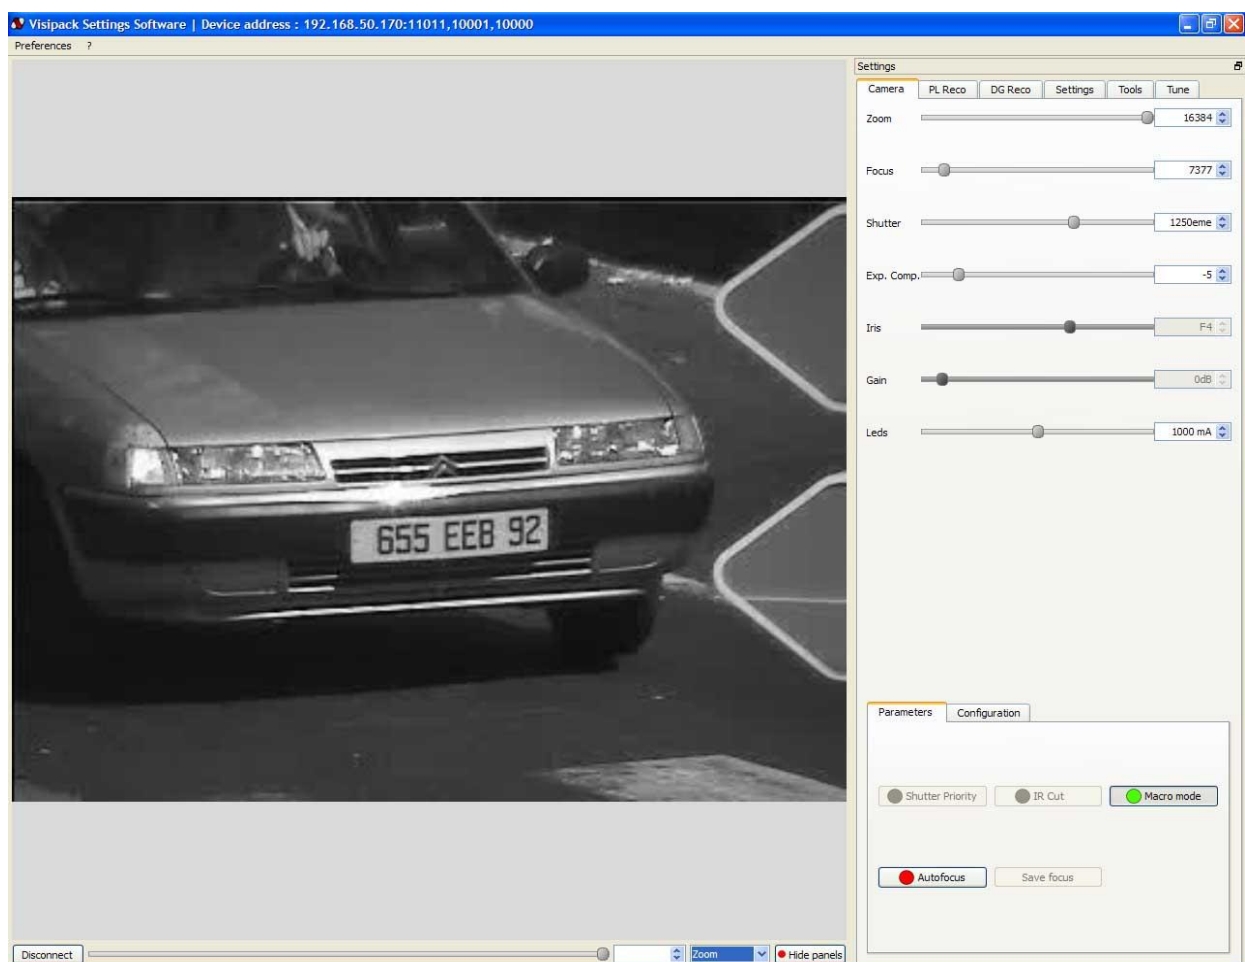 Visipack Settings Software | Device address : 192.168.50.170:11011,10001,10000
Preferences ?
Settings
Camera PL Reco DG Reco Settings Tools Tune
Zoom 16384
Focus 7377
Shutter 1250eme
Exp. Comp. -5
Iris F4
Gain 0dB
Leds 1000 mA
655 EEB 92
Parameters Configuration
Shutter Priority IR Cut Macro mode
Autofocus Save focus
Disconnect Zoom Hide panels